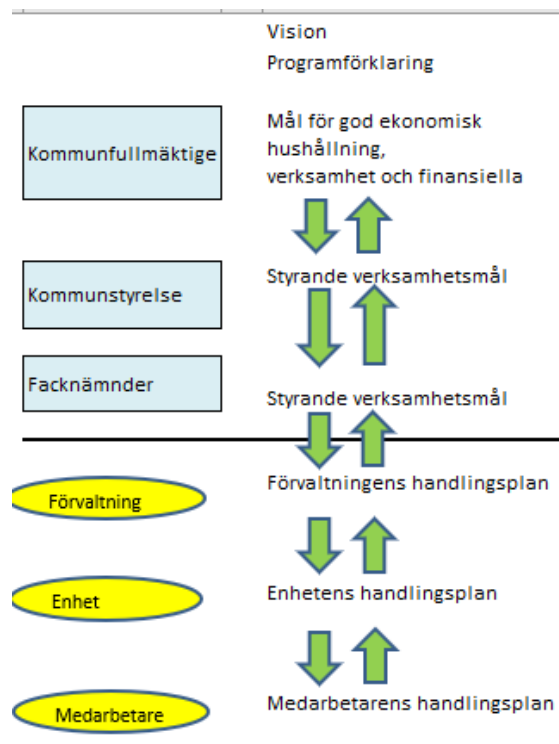 Vision
Programförklaring
Kommunfullmäktige
Mål för god ekonomisk
hushållning,
verksamhet och finansiella
Kommunstyrelse
Styrande verksamhetsmål
Facknämnder
Styrande verksamhetsmål
Förvaltning
Förvaltningens handlingsplan
Enhet
Enhetens handlingsplan
Medarbetare
Medarbetarens handlingsplan